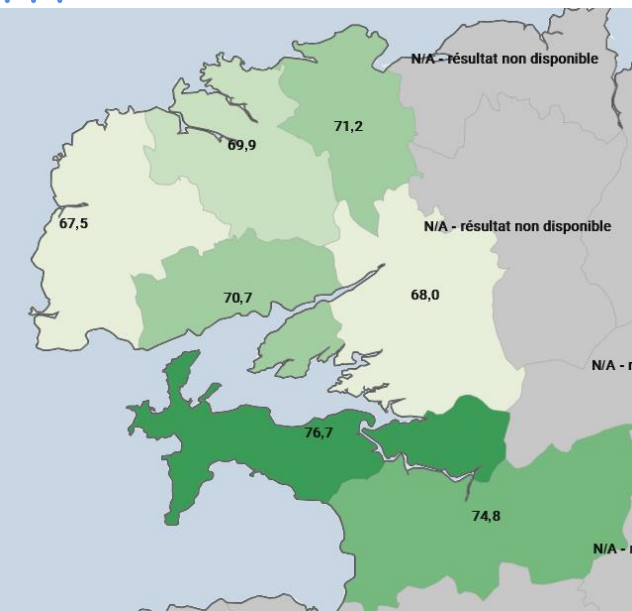 N/A - résultat non disponible
71,2
69,9
67,5
N/A - résultat non disponible
70,7
68,0
N/A -
76,7
74,8
N/A -